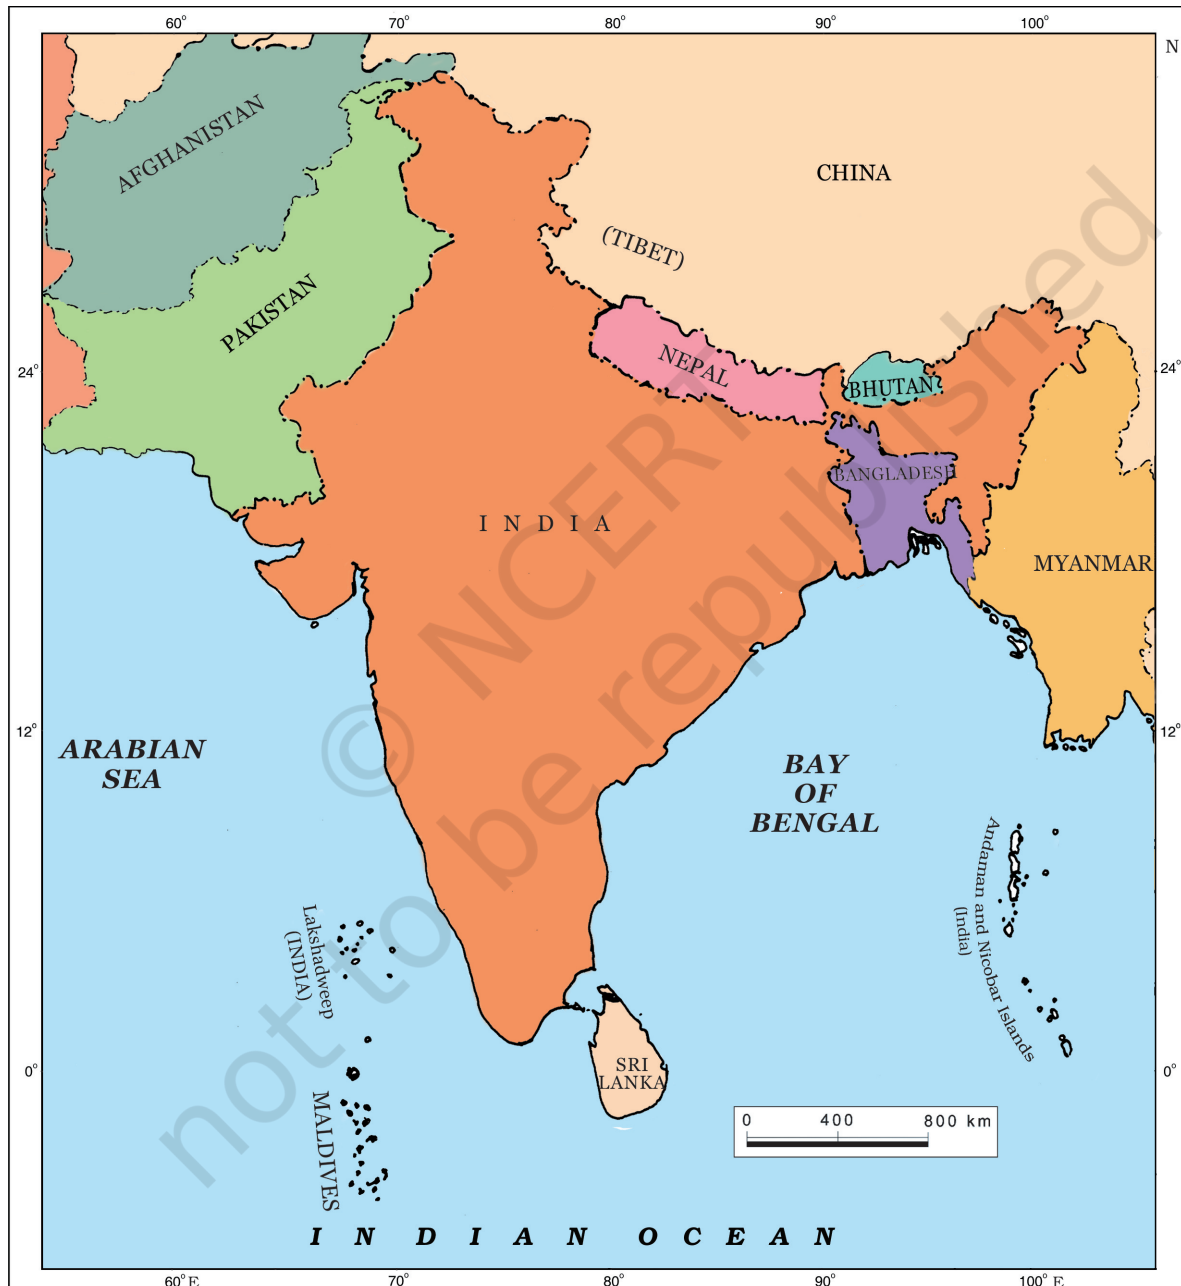 60° 70° 80° 90° 100°
N
AFGHANISTAN
CHINA
(TIBET)
PAKISTAN
NEPAL
24° 24°
BHUTAN
BANGLADESH
I N D I A
MYANMAR
© NCERT
not to be republished
12° 12°
ARABIAN
SEA
BAY
OF
BENGAL
Andaman and Nicobar Islands
(India)
Lakshadweep
(INDIA)
SRI
LANKA
0° 0°
MALDIVES
0 400 800 km
I N D I A N O C E A N
60° E 70° 80° 90° 100°